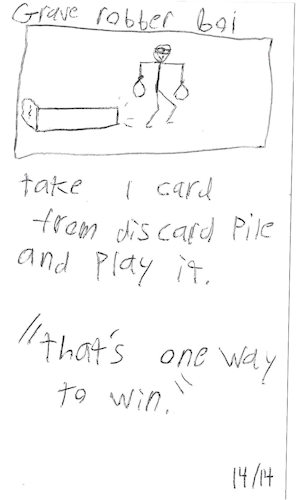 Grave robber boi
take 1 card
from discard Pile
and Play it.
"that's one way
to win."
14/14